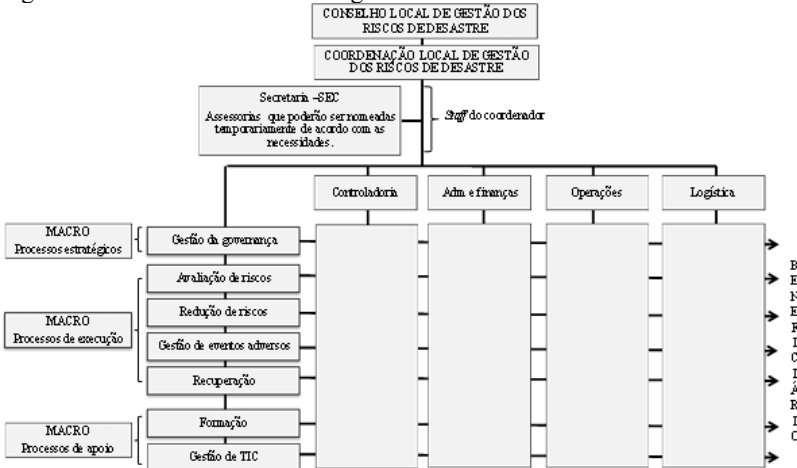 CONSELHO LOCAL DE GESTÃO DOS
RISCOS DE DESASTRE
COORDENAÇÃO LOCAL DE GESTÃO
DOS RISCOS DE DESASTRE
Secretaria –SEC
Assessorias que poderão ser nomeadas
temporariamente de acordo com as
necessidades.
Staff do coordenador
Controladoria
Adm e finanças
Operações
Logística
MACRO
Processos estratégicos
Gestão da governança
Avaliação de riscos
Redução de riscos
MACRO
Processos de execução
Gestão de eventos adversos
Recuperação
Formação
MACRO
Processos de apoio
Gestão de TIC
B
E
N
E
F
I
C
I
Á
R
I
O